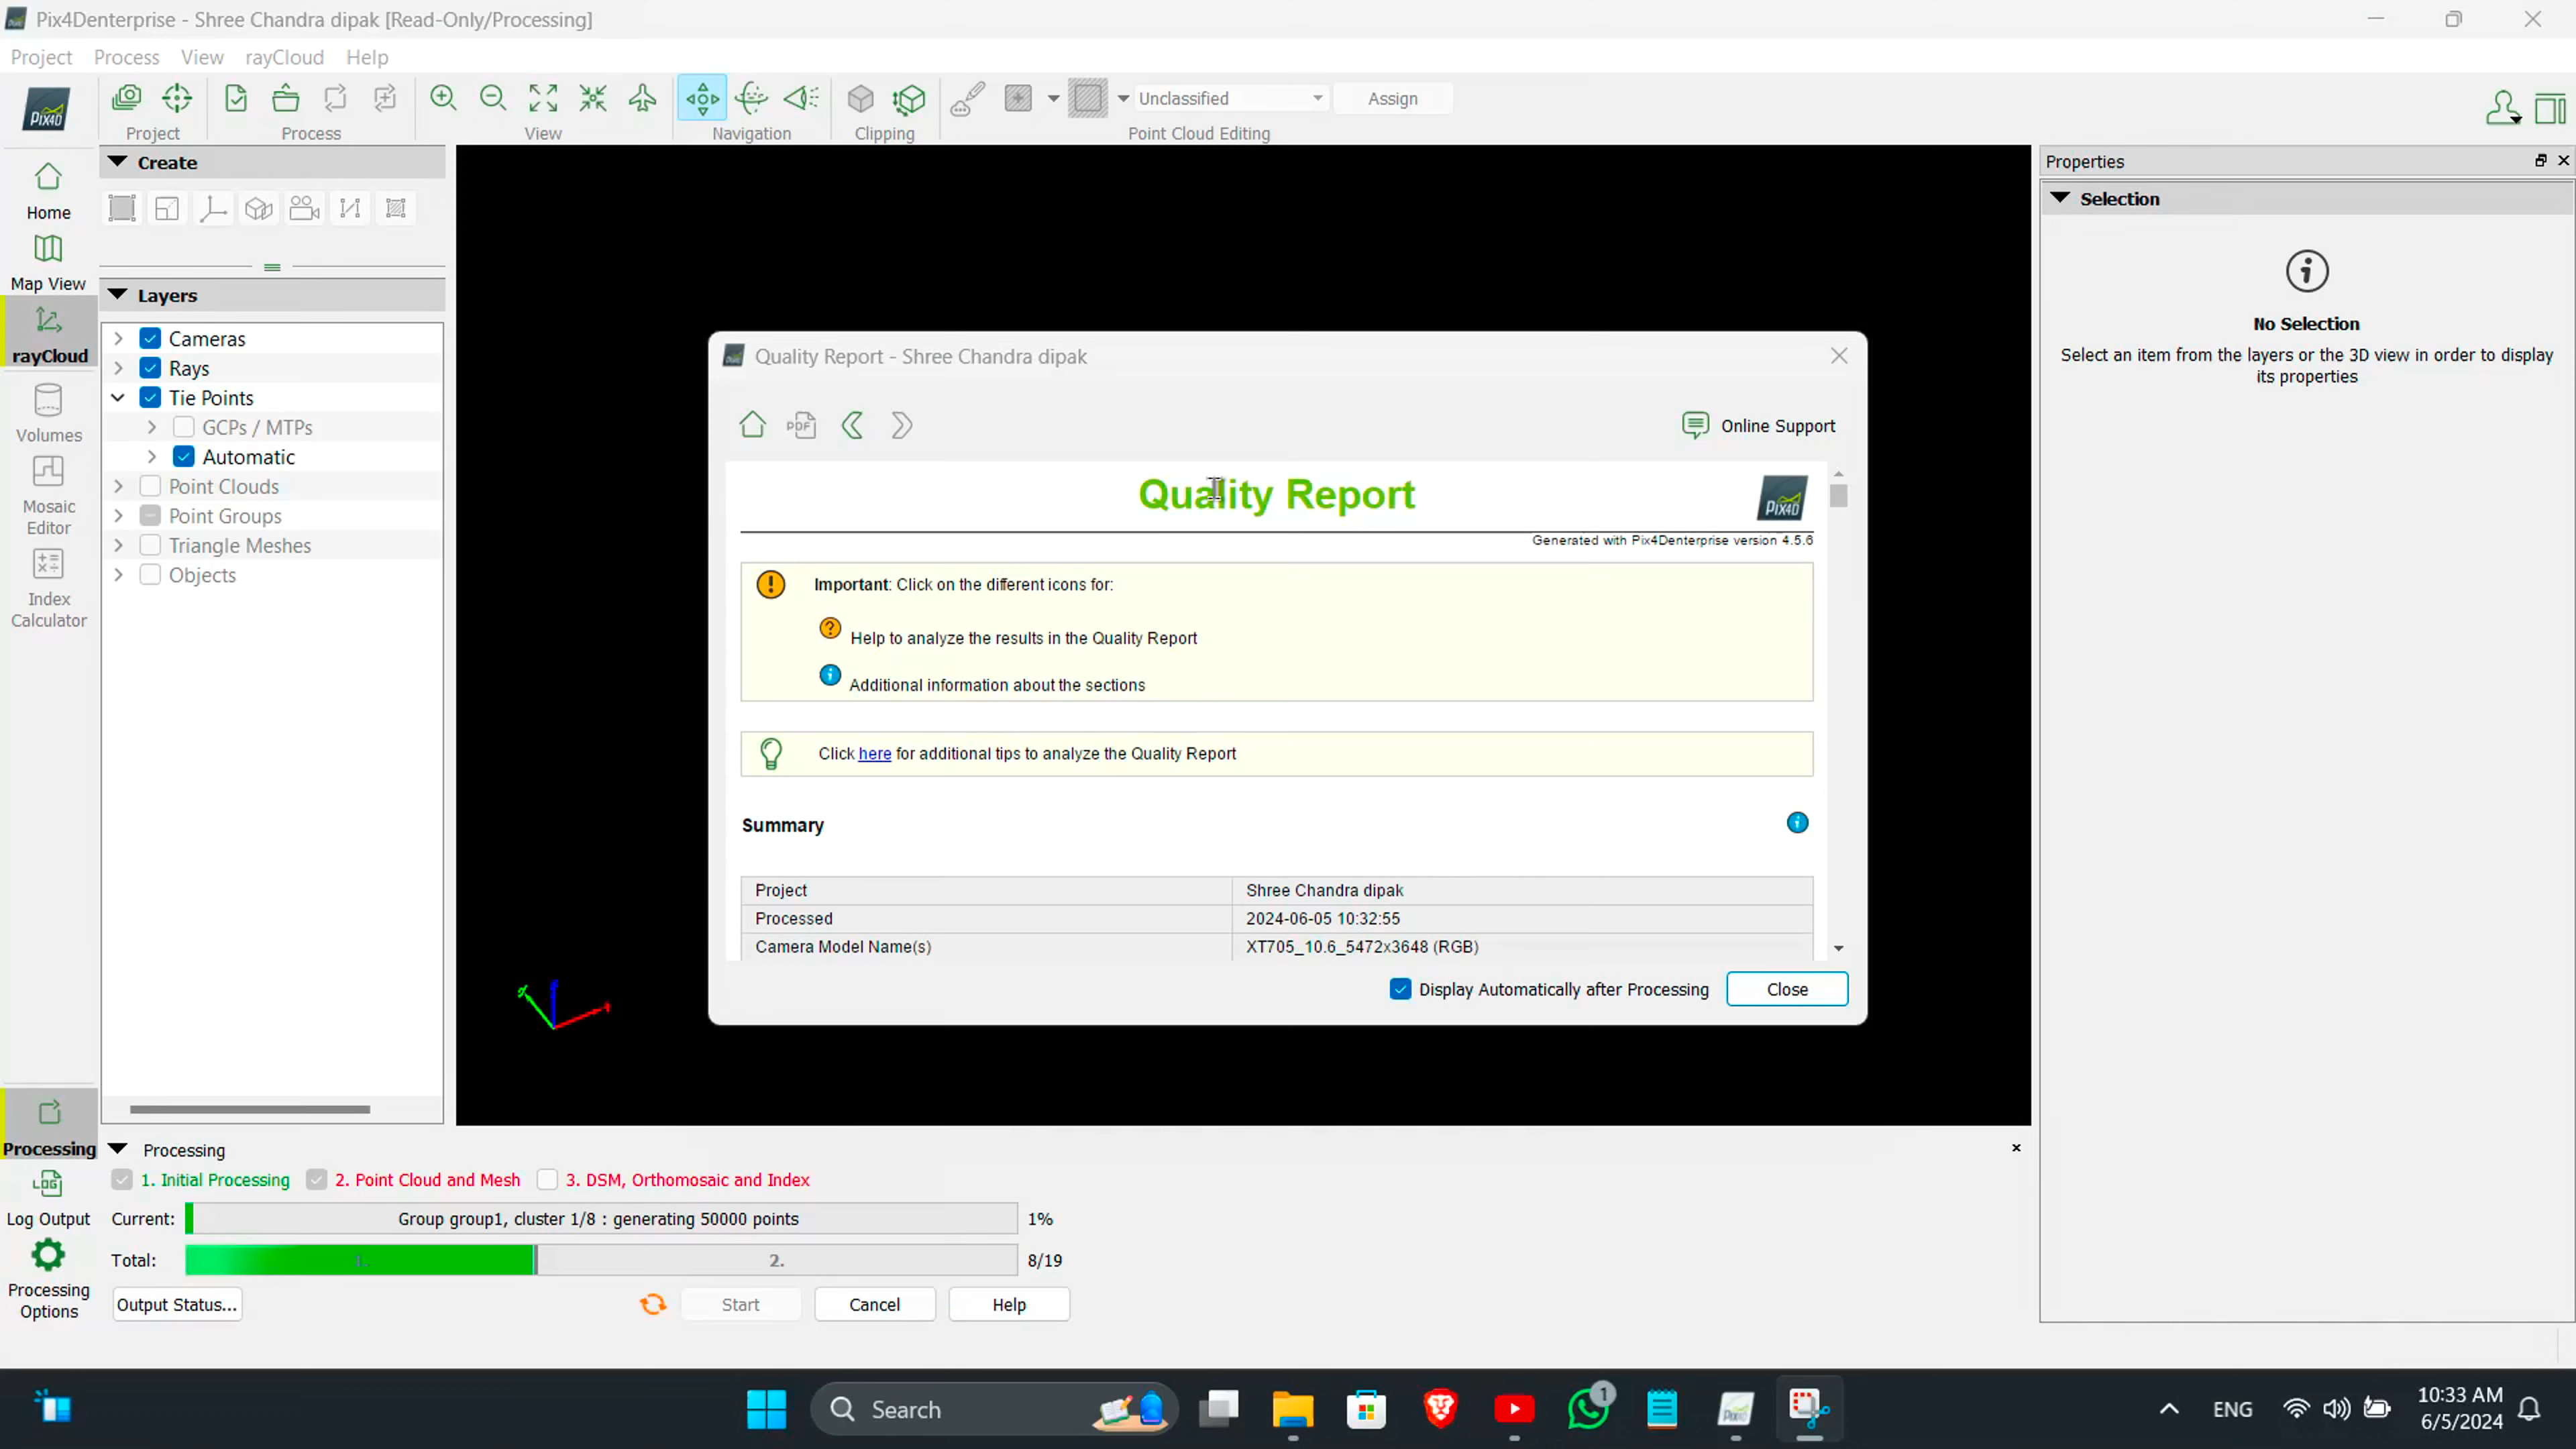 Pix4Denterprise - Shree Chandra dipak [Read-Only/Processing]
Project Process View rayCloud Help
PIX4D
Project Process View Navigation Clipping Point Cloud Editing
Unclassified Assign
Home
Map View
rayCloud
Volumes
Mosaic
Editor
Index
Calculator
Create
Layers
Cameras
Rays
Tie Points
GCPs / MTPs
Automatic
Point Clouds
Point Groups
Triangle Meshes
Objects
Quality Report - Shree Chandra dipak
PDF
Online Support
Quality Report
PIX4D
Generated with Pix4Denterprise version 4.5.6
Important: Click on the different icons for:
Help to analyze the results in the Quality Report
Additional information about the sections
Click here for additional tips to analyze the Quality Report
Summary
Project Shree Chandra dipak
Processed 2024-06-05 10:32:55
Camera Model Name(s) XT705_10.6_5472x3648 (RGB)
Display Automatically after Processing Close
Properties
Selection
No Selection
Select an item from the layers or the 3D view in order to display
its properties
Processing
LOG
Log Output
Processing
Options
Processing
1. Initial Processing 2. Point Cloud and Mesh 3. DSM, Orthomosaic and Index
Current: Group group1, cluster 1/8 : generating 50000 points 1%
Total: 1. 2. 8/19
Output Status... Start Cancel Help
Search
1
ENG
10:33 AM
6/5/2024